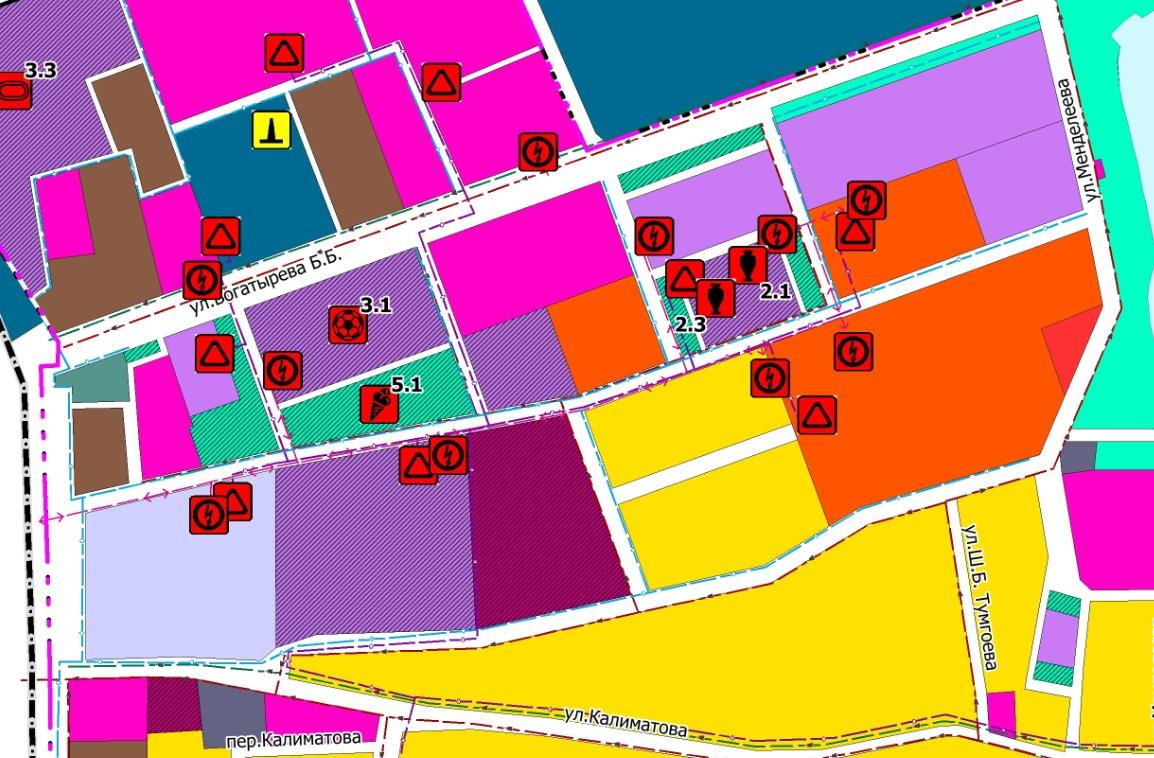 3.3
ул.Менделеева
ул.Богатырева Б.Б.
3.1
2.1
2.3
5.1
ул.Ш.Б. Тумгоева
ул.Калиматова
пер.Калиматова